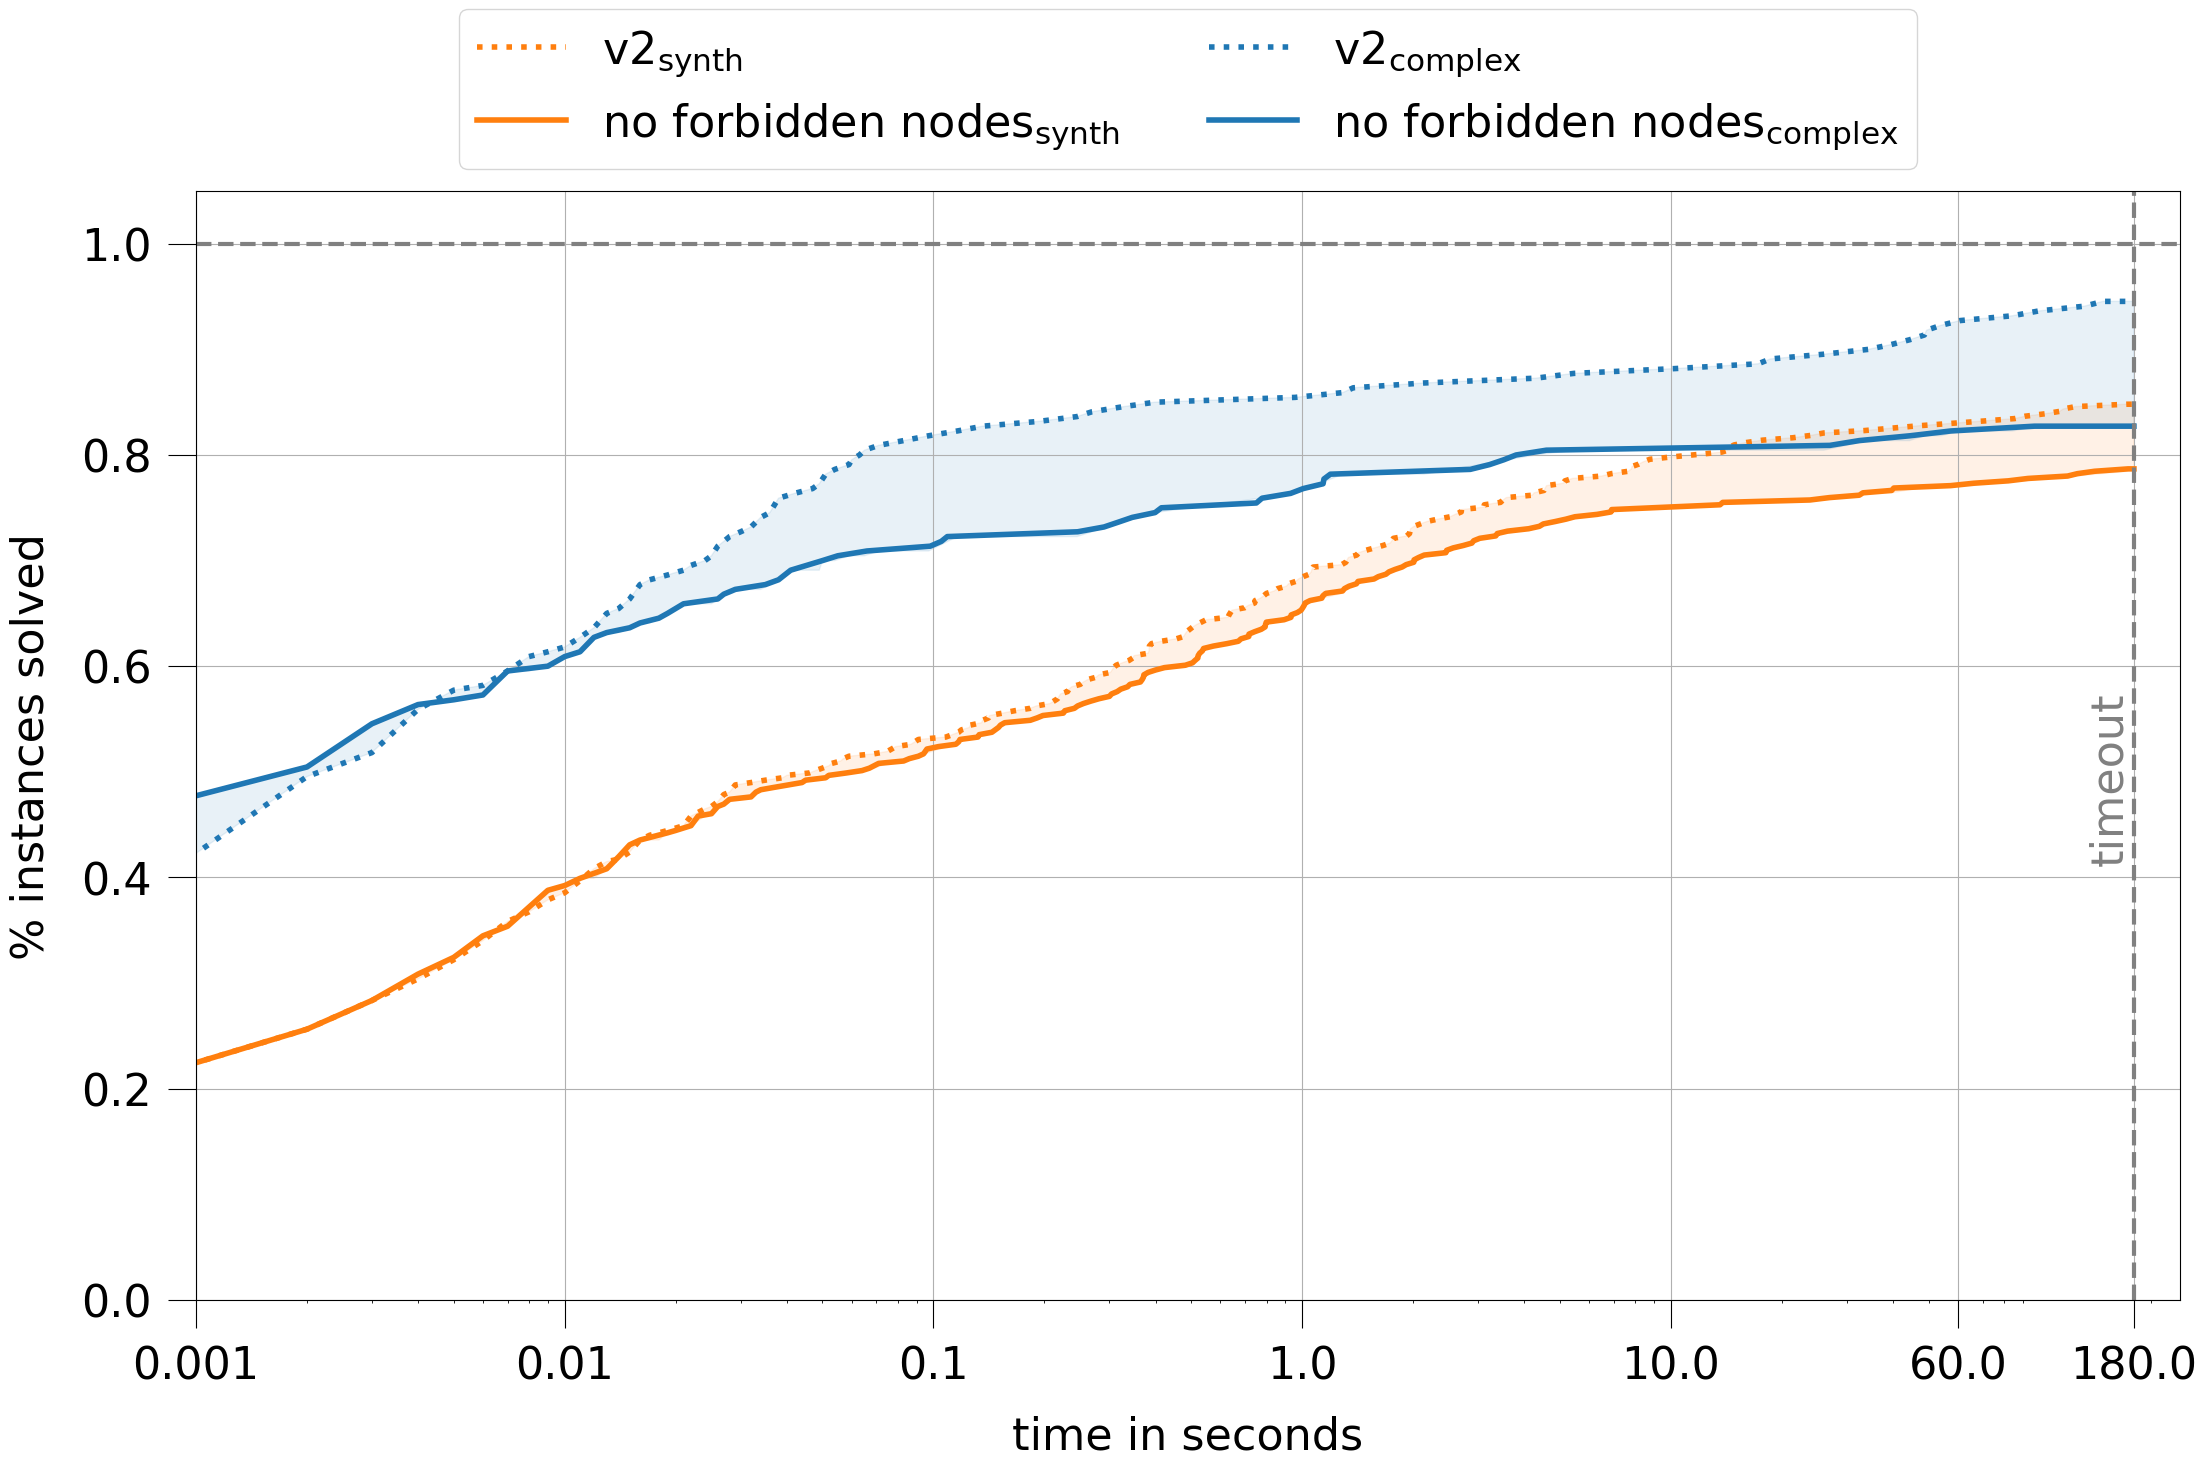 v2synth
no forbidden nodessynth
v2complex
no forbidden nodescomplex
% instances solved
1.0
0.8
0.6
0.4
0.2
0.0
timeout
0.001 0.01 0.1 1.0 10.0 60.0 180.0
time in seconds